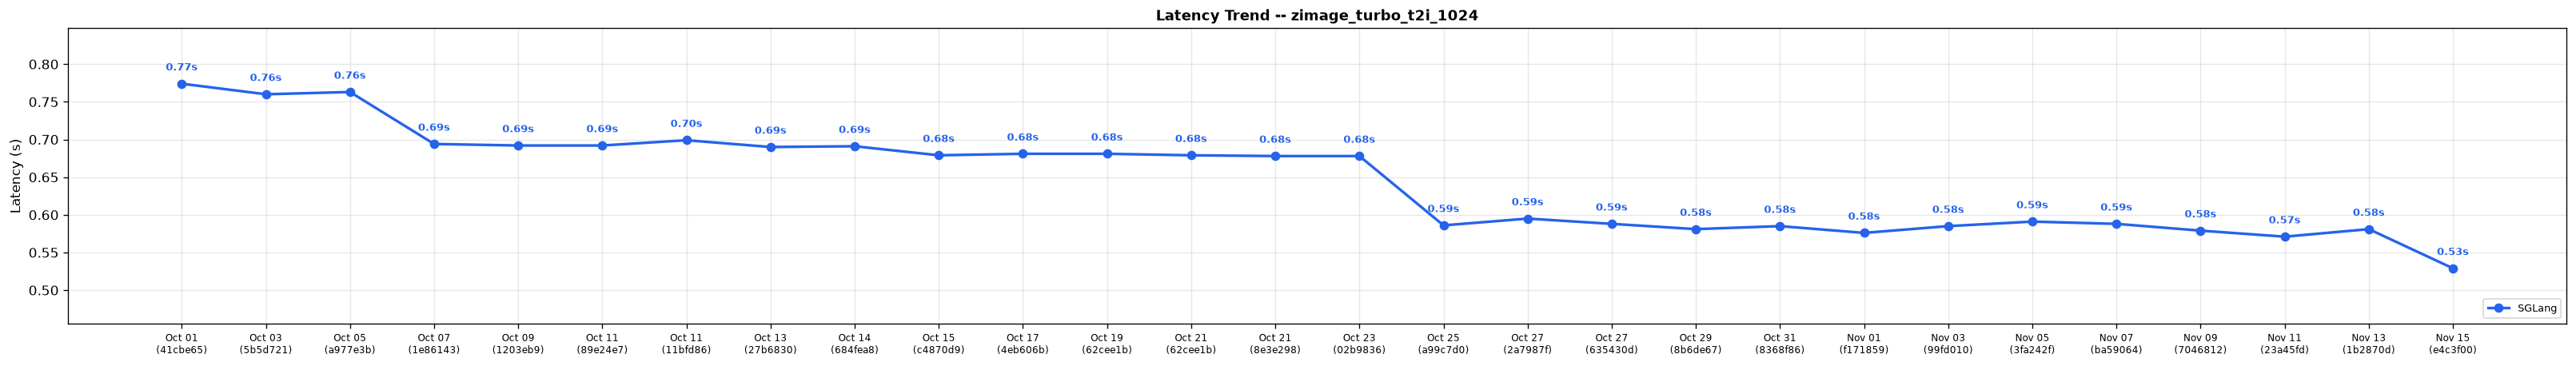 Latency Trend -- zimage_turbo_t2i_1024
Latency (s)
0.80
0.75
0.70
0.65
0.60
0.55
0.50
0.77s
0.76s
0.76s
0.69s
0.69s
0.69s
0.70s
0.69s
0.69s
0.68s
0.68s
0.68s
0.68s
0.68s
0.68s
0.59s
0.59s
0.59s
0.58s
0.58s
0.58s
0.58s
0.59s
0.59s
0.58s
0.57s
0.58s
0.53s
SGLang
Oct 01
(41cbe65)
Oct 03
(5b5d721)
Oct 05
(a977e3b)
Oct 07
(1e86143)
Oct 09
(1203eb9)
Oct 11
(89e24e7)
Oct 11
(11bfd86)
Oct 13
(27b6830)
Oct 14
(684fea8)
Oct 15
(c4870d9)
Oct 17
(4eb606b)
Oct 19
(62cee1b)
Oct 21
(62cee1b)
Oct 21
(8e3e298)
Oct 23
(02b9836)
Oct 25
(a99c7d0)
Oct 27
(2a7987f)
Oct 27
(635430d)
Oct 29
(8b6de67)
Oct 31
(8368f86)
Nov 01
(f171859)
Nov 03
(99fd010)
Nov 05
(3fa242f)
Nov 07
(ba59064)
Nov 09
(7046812)
Nov 11
(23a45fd)
Nov 13
(1b2870d)
Nov 15
(e4c3f00)